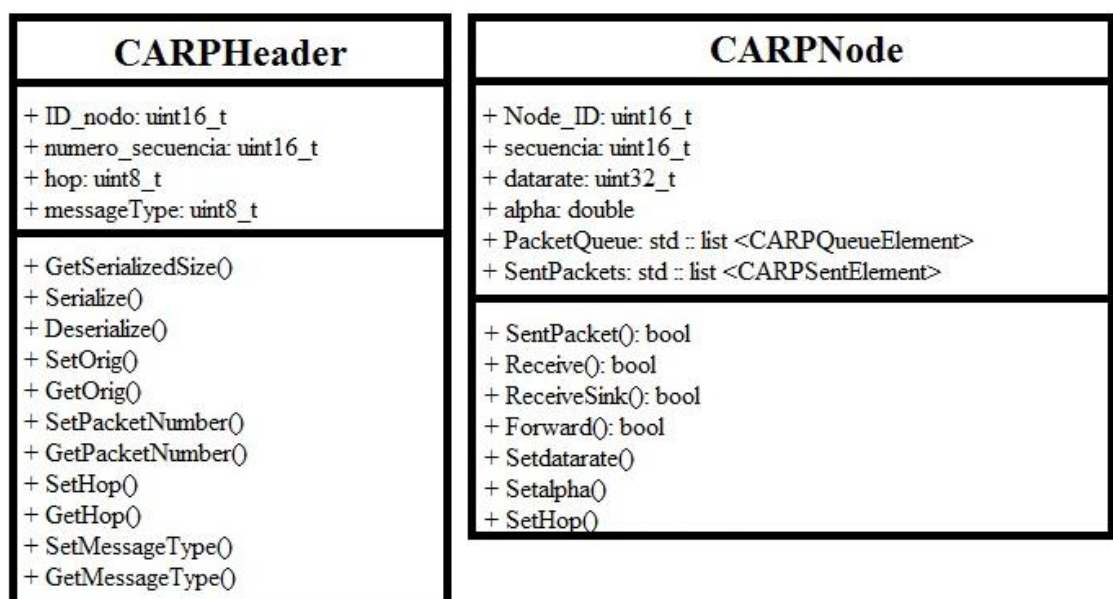 CARPHeader
+ ID_nodo: uint16_t
+ numero_secuencia: uint16_t
+ hop: uint8_t
+ messageType: uint8_t
+ GetSerializedSize()
+ Serialize()
+ Deserialize()
+ SetOrig()
+ GetOrig()
+ SetPacketNumber()
+ GetPacketNumber()
+ SetHop()
+ GetHop()
+ SetMessageType()
+ GetMessageType()
CARPNode
+ Node_ID: uint16_t
+ secuencia: uint16_t
+ datarate: uint32_t
+ alpha: double
+ PacketQueue: std :: list <CARPQueueElement>
+ SentPackets: std :: list <CARPSentElement>
+ SentPacket(): bool
+ Receive(): bool
+ ReceiveSink(): bool
+ Forward(): bool
+ Setdatarate()
+ Setalpha()
+ SetHop()